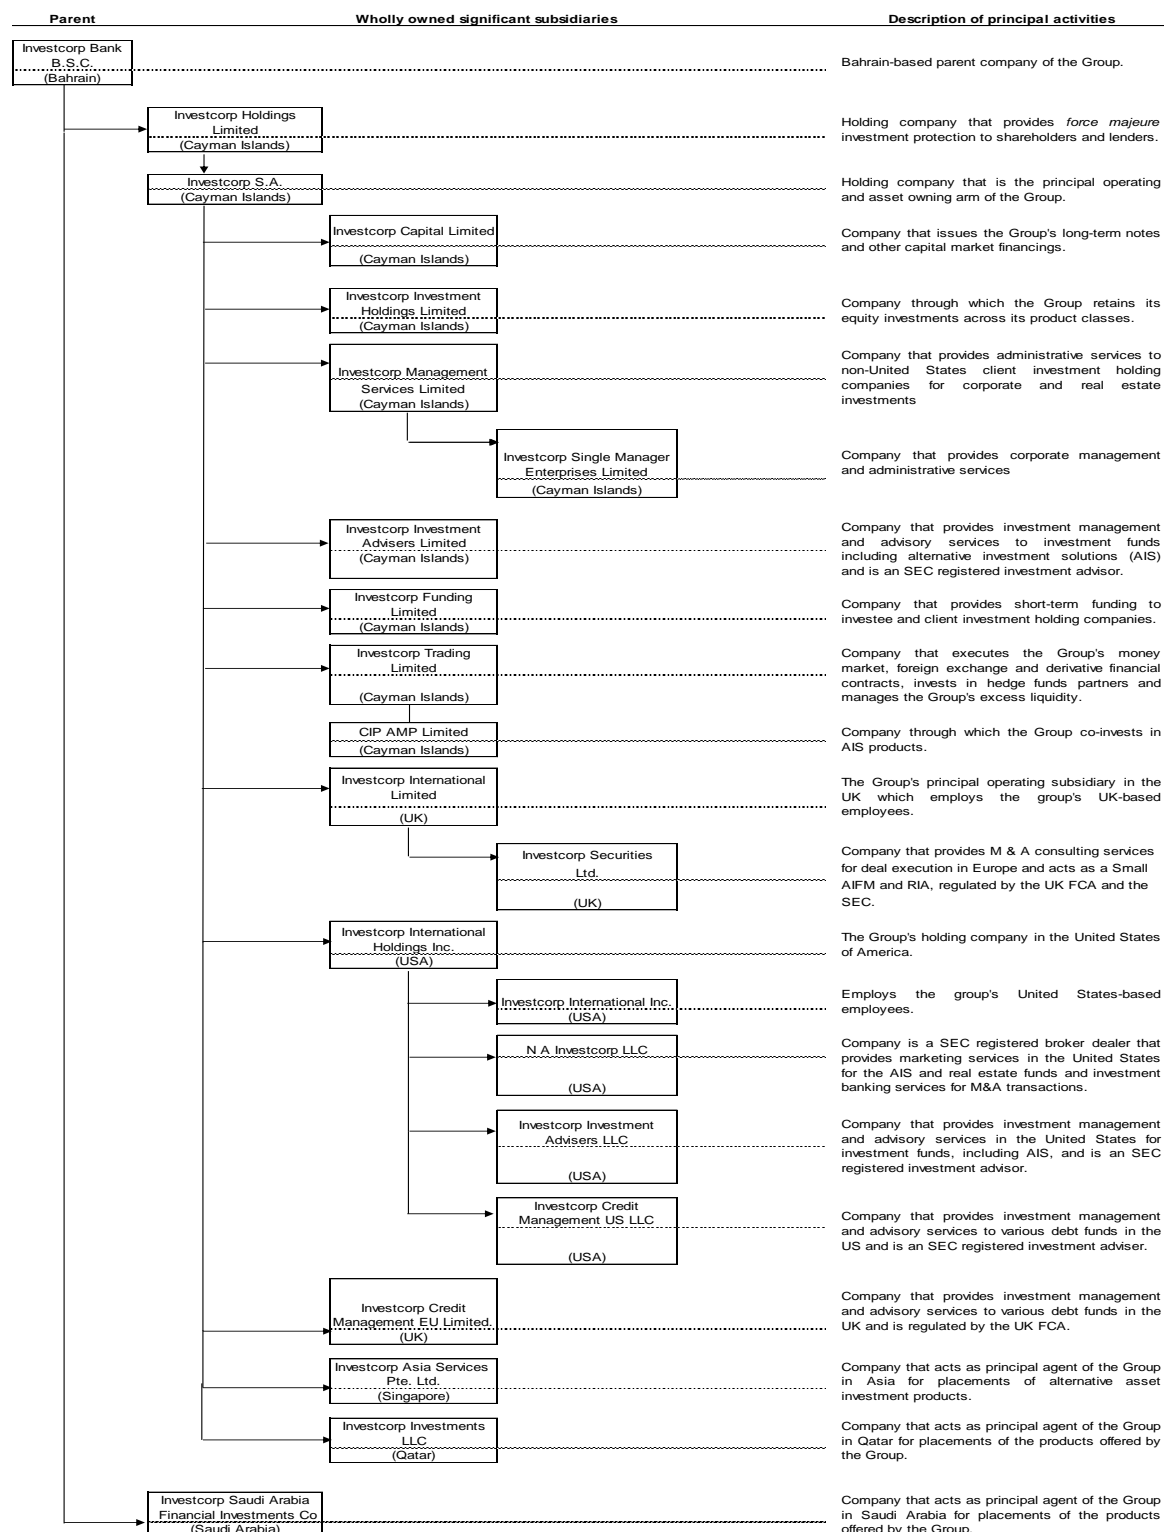 Parent
Wholly owned significant subsidiaries
Description of principal activities
Investcorp Bank
B.S.C.
(Bahrain)
Bahrain-based parent company of the Group.
Investcorp Holdings
Limited
(Cayman Islands)
Holding company that provides force majeure
investment protection to shareholders and lenders.
Investcorp S.A.
(Cayman Islands)
Holding company that is the principal operating
and asset owning arm of the Group.
Investcorp Capital Limited
(Cayman Islands)
Company that issues the Group's long-term notes
and other capital market financings.
Investcorp Investment
Holdings Limited
(Cayman Islands)
Company through which the Group retains its
equity investments across its product classes.
Investcorp Management
Services Limited
(Cayman Islands)
Company that provides administrative services to
non-United States client investment holding
companies for corporate and real estate
investments
Investcorp Single Manager
Enterprises Limited
(Cayman Islands)
Company that provides corporate management
and administrative services
Investcorp Investment
Advisers Limited
(Cayman Islands)
Company that provides investment management
and advisory services to investment funds
including alternative investment solutions (AIS)
and is an SEC registered investment advisor.
Investcorp Funding
Limited
(Cayman Islands)
Company that provides short-term funding to
investee and client investment holding companies.
Investcorp Trading
Limited
(Cayman Islands)
Company that executes the Group's money
market, foreign exchange and derivative financial
contracts, invests in hedge funds partners and
manages the Group's excess liquidity.
CIP AMP Limited
(Cayman Islands)
Company through which the Group co-invests in
AIS products.
Investcorp International
Limited
(UK)
The Group's principal operating subsidiary in the
UK which employs the group's UK-based
employees.
Investcorp Securities
Ltd.
(UK)
Company that provides M & A consulting services
for deal execution in Europe and acts as a Small
AIFM and RIA, regulated by the UK FCA and the
SEC.
Investcorp International
Holdings Inc.
(USA)
The Group's holding company in the United States
of America.
Investcorp International Inc.
(USA)
Employs the group's United States-based
employees.
N A Investcorp LLC
(USA)
Company is a SEC registered broker dealer that
provides marketing services in the United States
for the AIS and real estate funds and investment
banking services for M&A transactions.
Investcorp Investment
Advisers LLC
(USA)
Company that provides investment management
and advisory services in the United States for
investment funds, including AIS, and is an SEC
registered investment advisor.
Investcorp Credit
Management US LLC
(USA)
Company that provides investment management
and advisory services to various debt funds in the
US and is an SEC registered investment adviser.
Investcorp Credit
Management EU Limited.
(UK)
Company that provides investment management
and advisory services to various debt funds in the
UK and is regulated by the UK FCA.
Investcorp Asia Services
Pte. Ltd.
(Singapore)
Company that acts as principal agent of the Group
in Asia for placements of alternative asset
investment products.
Investcorp Investments
LLC
(Qatar)
Company that acts as principal agent of the Group
in Qatar for placements of the products offered by
the Group.
Investcorp Saudi Arabia
Financial Investments Co
(Saudi Arabia)
Company that acts as principal agent of the Group
in Saudi Arabia for placements of the products
offered by the Group.